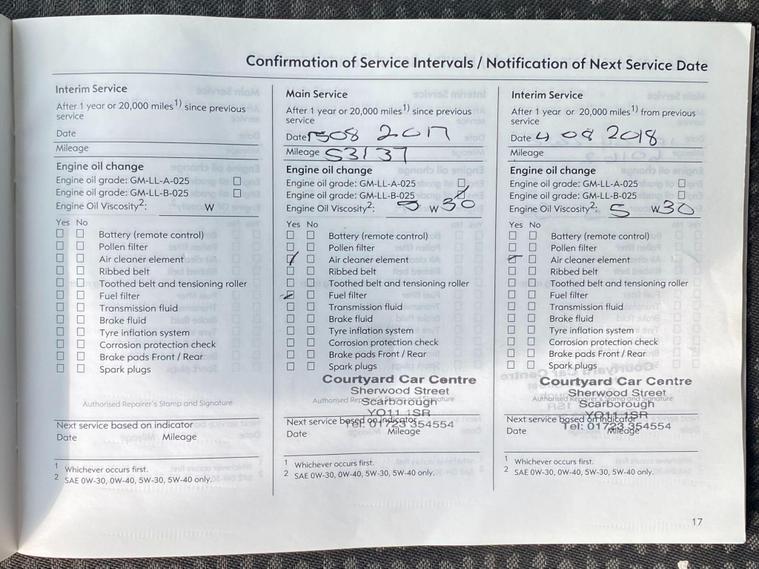 Confirmation of Service Intervals / Notification of Next Service Date
Interim Service
After 1 year or 20,000 miles1) since previous
service
Date
Mileage
Engine oil change
Engine oil grade: GM-LL-A-025
Engine oil grade: GM-LL-B-025
Engine Oil Viscosity2: W
Yes No
Battery (remote control)
Pollen filter
Air cleaner element
Ribbed belt
Toothed belt and tensioning roller
Fuel filter
Transmission fluid
Brake fluid
Tyre inflation system
Corrosion protection check
Brake pads Front / Rear
Spark plugs
Authorised Repairer's Stamp and Signature
Next service based on indicator
Date Mileage
1 Whichever occurs first.
2 SAE 0W-30, 0W-40, 5W-30, 5W-40 only.
Main Service
After 1 year or 20,000 miles1) since previous
service
Date 08 2017
Mileage 53137
Engine oil change
Engine oil grade: GM-LL-A-025
Engine oil grade: GM-LL-B-025
Engine Oil Viscosity2: 5 W 30
Yes No
Battery (remote control)
Pollen filter
Air cleaner element
Ribbed belt
Toothed belt and tensioning roller
Fuel filter
Transmission fluid
Brake fluid
Tyre inflation system
Corrosion protection check
Brake pads Front / Rear
Spark plugs
Courtyard Car Centre
Sherwood Street
Authorised Repairer's Stamp and Signature
Scarborough
YO11 1SR
Next service based on indicator
Tel: 01723 354554
Date Mileage
1 Whichever occurs first.
2 SAE 0W-30, 0W-40, 5W-30, 5W-40 only.
Interim Service
After 1 year or 20,000 miles1) from previous
service
Date 4 08 2018
Mileage
Engine oil change
Engine oil grade: GM-LL-A-025
Engine oil grade: GM-LL-B-025
Engine Oil Viscosity2: 5 W30
Yes No
Battery (remote control)
Pollen filter
Air cleaner element
Ribbed belt
Toothed belt and tensioning roller
Fuel filter
Transmission fluid
Brake fluid
Tyre inflation system
Corrosion protection check
Brake pads Front / Rear
Spark plugs
Courtyard Car Centre
Sherwood Street
Authorised Repairer's Stamp and Signature
Scarborough
YO11 1SR
Next service based on indicator
Tel: 01723 354554
Date Mileage
1 Whichever occurs first.
2 SAE 0W-30, 0W-40, 5W-30, 5W-40 only.
17